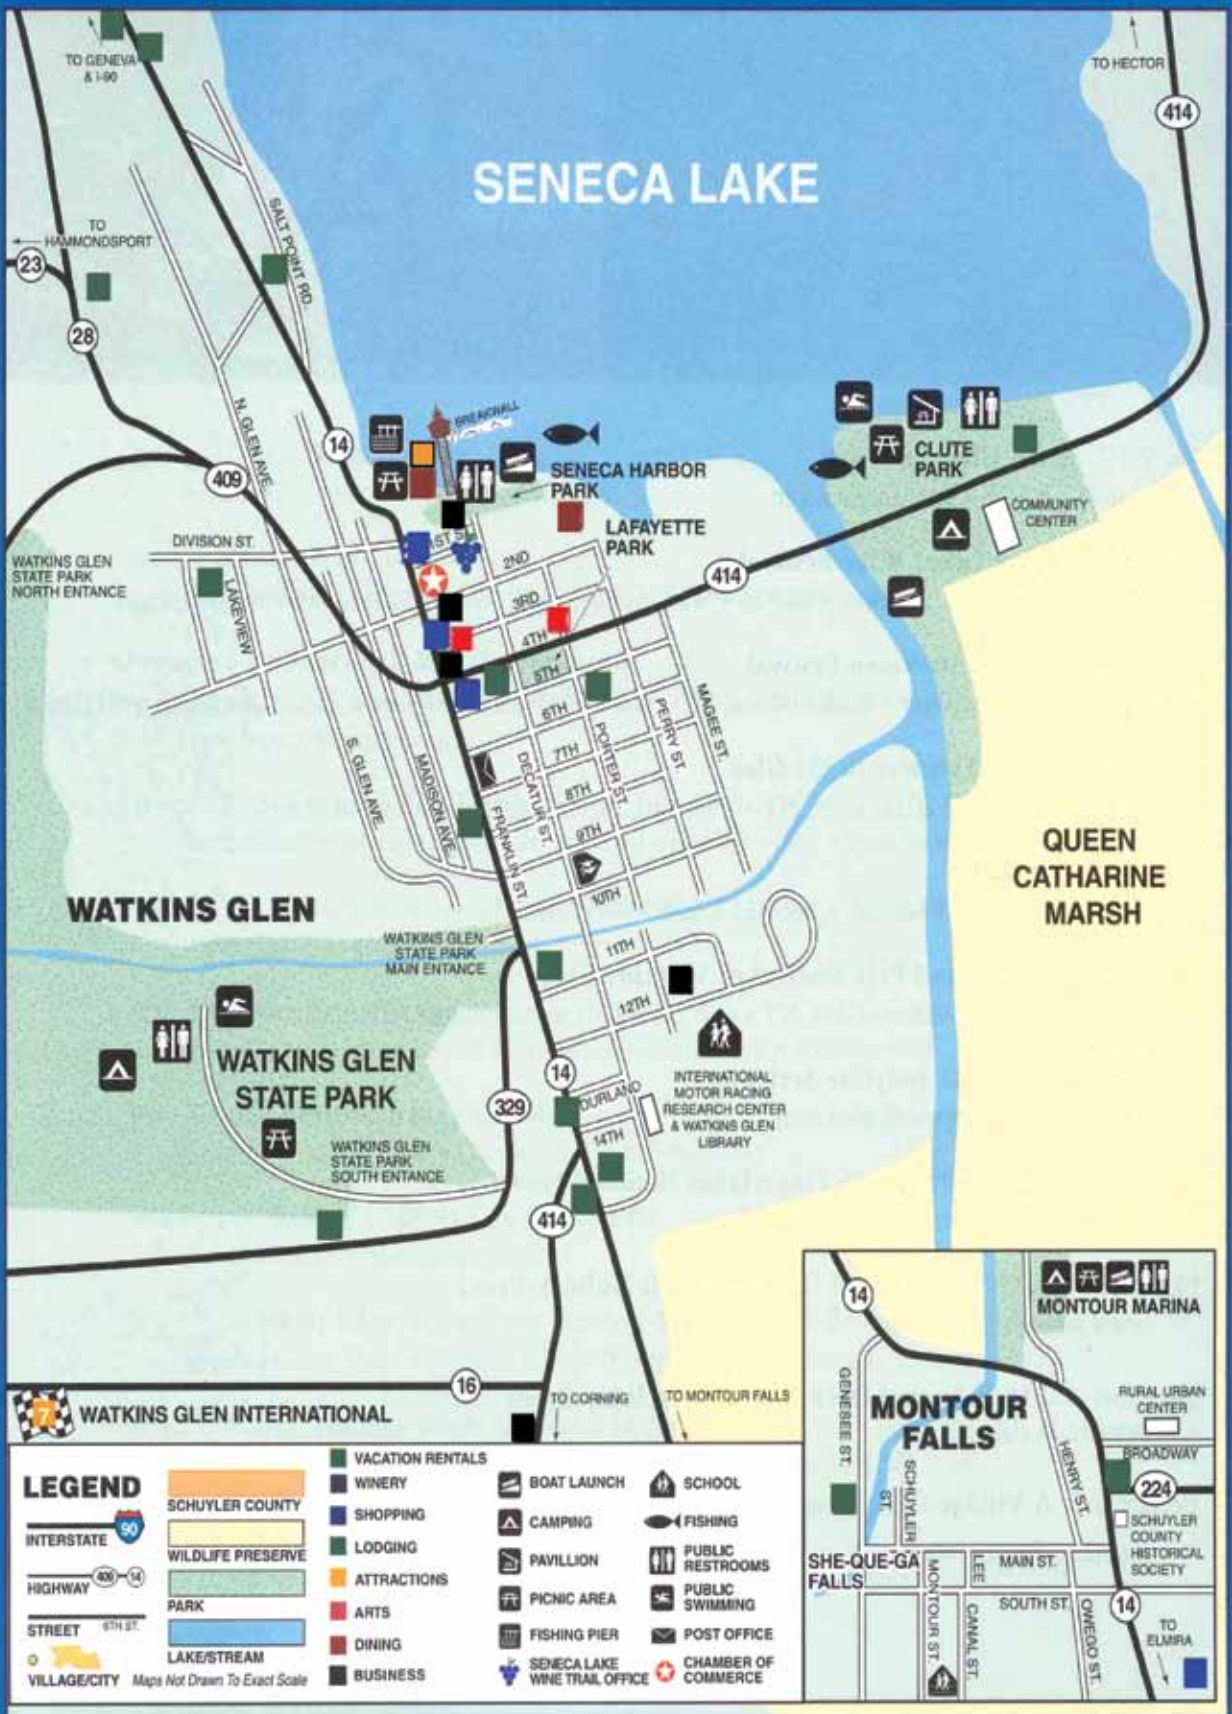 TO GENEVA
& I-90
TO HECTOR
414
SENECA LAKE
SALT POINT RD.
TO
HAMMONDSPORT
23
28
N. GLEN AVE.
14
BREAKWALL
409
SENECA HARBOR
PARK
CLUTE
PARK
COMMUNITY
CENTER
LAFAYETTE
PARK
DIVISION ST.
1ST ST.
2ND
3RD
4TH
5TH
6TH
7TH
8TH
9TH
10TH
11TH
12TH
414
WATKINS GLEN
STATE PARK
NORTH ENTRANCE
LAKEVIEW
S. GLEN AVE.
MADISON AVE.
FRANKLIN ST.
DECATUR ST.
PORTER ST.
PERRY ST.
MAGEE ST.
QUEEN
CATHARINE
MARSH
WATKINS GLEN
WATKINS GLEN
STATE PARK
MAIN ENTRANCE
WATKINS GLEN
STATE PARK
14
329
DURLAND
14TH
INTERNATIONAL
MOTOR RACING
RESEARCH CENTER
& WATKINS GLEN
LIBRARY
WATKINS GLEN
STATE PARK
SOUTH ENTRANCE
414
16
TO CORNING
TO MONTOUR FALLS
7
WATKINS GLEN INTERNATIONAL
LEGEND
INTERSTATE 90
HIGHWAY 409 14
STREET 6TH ST.
VILLAGE/CITY
SCHUYLER COUNTY
WILDLIFE PRESERVE
PARK
LAKE/STREAM
Maps Not Drawn To Exact Scale
VACATION RENTALS
WINERY
SHOPPING
LODGING
ATTRACTIONS
ARTS
DINING
BUSINESS
BOAT LAUNCH
CAMPING
PAVILLION
PICNIC AREA
FISHING PIER
SENECA LAKE
WINE TRAIL OFFICE
SCHOOL
FISHING
PUBLIC
RESTROOMS
PUBLIC
SWIMMING
POST OFFICE
CHAMBER OF
COMMERCE
14
MONTOUR MARINA
GENESEE ST.
MONTOUR
FALLS
RURAL URBAN
CENTER
BROADWAY
224
HENRY ST.
SCHUYLER
ST.
SCHUYLER
COUNTY
HISTORICAL
SOCIETY
SHE-QUE-GA
FALLS
MONTOUR ST.
LEE
MAIN ST.
SOUTH ST.
CANAL ST.
OWEGO ST.
14
TO
ELMIRA